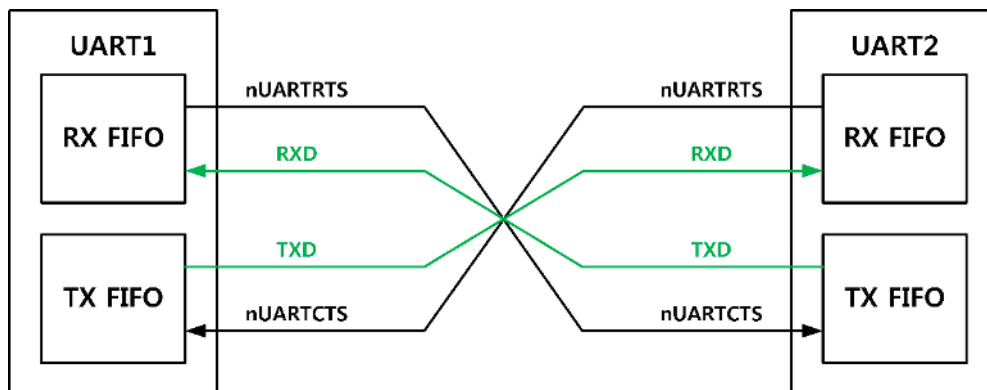 UART1
UART2
nUARTRTS
nUARTRTS
RX FIFO
RX FIFO
RXD
RXD
TXD
TXD
TX FIFO
TX FIFO
nUARTCTS
nUARTCTS